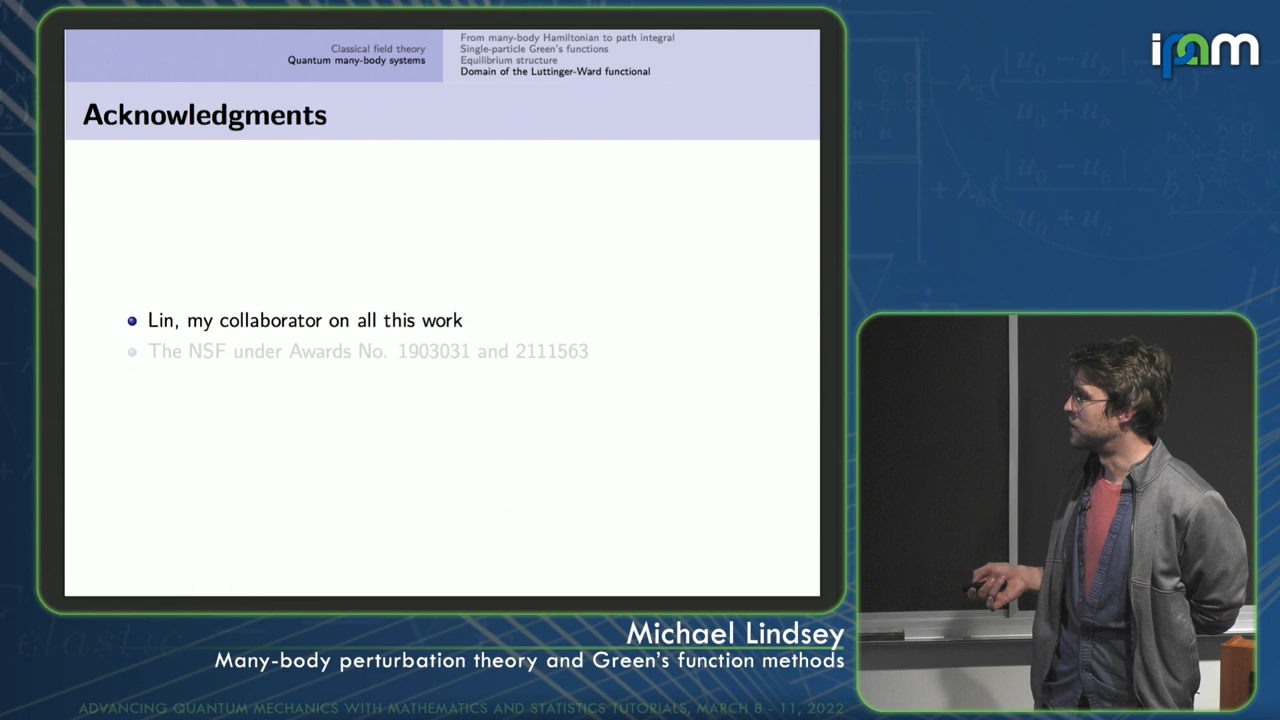 Classical field theory
Quantum many-body systems
From many-body Hamiltonian to path integral
Single-particle Green's functions
Equilibrium structure
Domain of the Luttinger-Ward functional
Acknowledgments
Lin, my collaborator on all this work
The NSF under Awards No. 1903031 and 2111563
ipam
Michael Lindsey
Many-body perturbation theory and Green's function methods
ADVANCING QUANTUM MECHANICS WITH MATHEMATICS AND STATISTICS TUTORIALS, MARCH 8 - 11, 2022